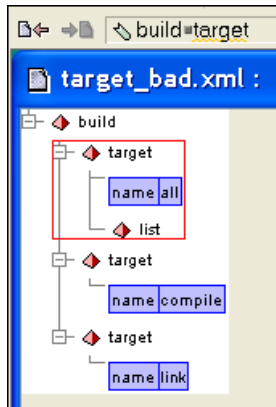 build=target
target_bad.xml :
build
target
name all
list
target
name compile
target
name link